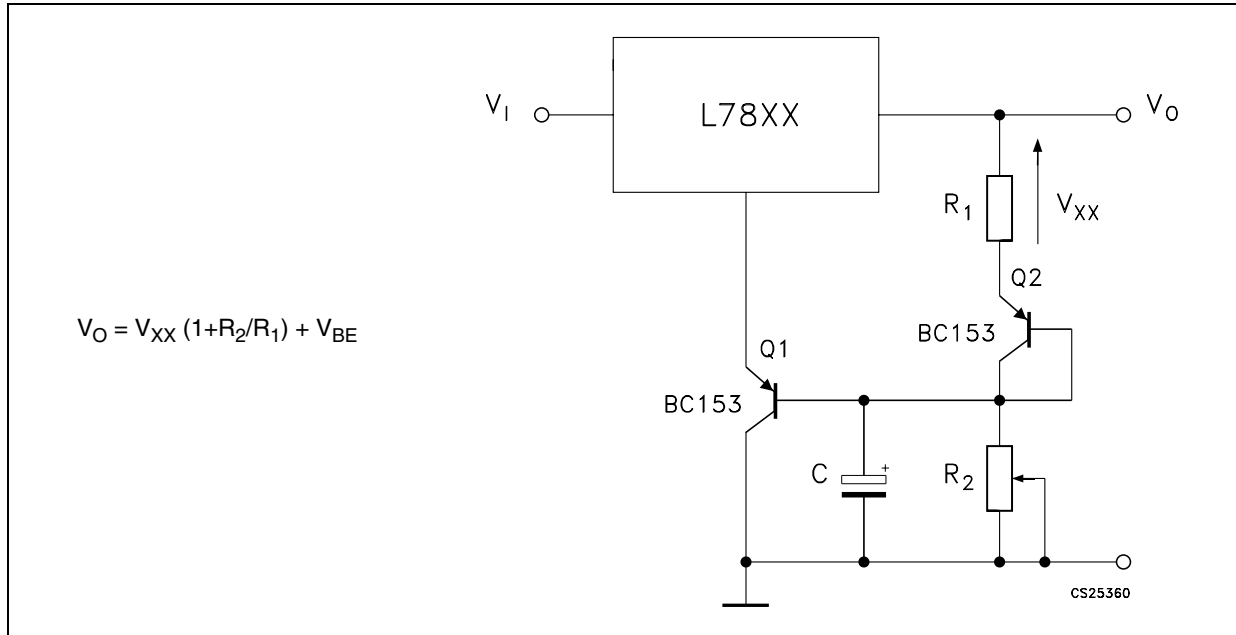 L78XX
V_I
V_O
R_1
V_XX
Q2
BC153
V_O = V_XX (1+R_2/R_1) + V_BE
Q1
BC153
C
+
R_2
CS25360